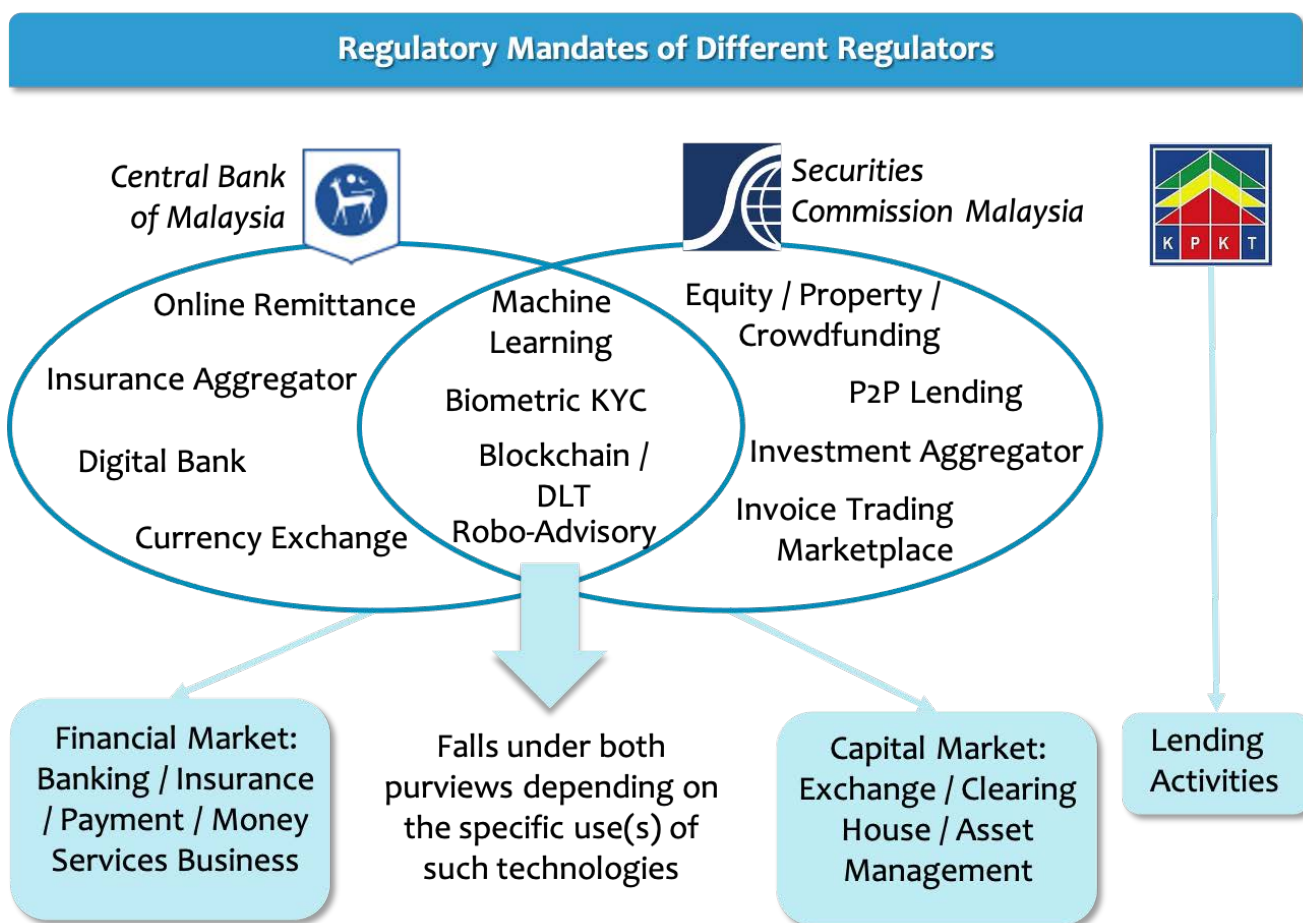 Regulatory Mandates of Different Regulators
Central Bank
of Malaysia
Securities
Commission Malaysia
K P K T
Online Remittance
Insurance Aggregator
Digital Bank
Currency Exchange
Machine
Learning
Biometric KYC
Blockchain /
DLT
Robo-Advisory
Equity / Property /
Crowdfunding
P2P Lending
Investment Aggregator
Invoice Trading
Marketplace
Financial Market:
Banking / Insurance
/ Payment / Money
Services Business
Falls under both
purviews depending on
the specific use(s) of
such technologies
Capital Market:
Exchange / Clearing
House / Asset
Management
Lending
Activities